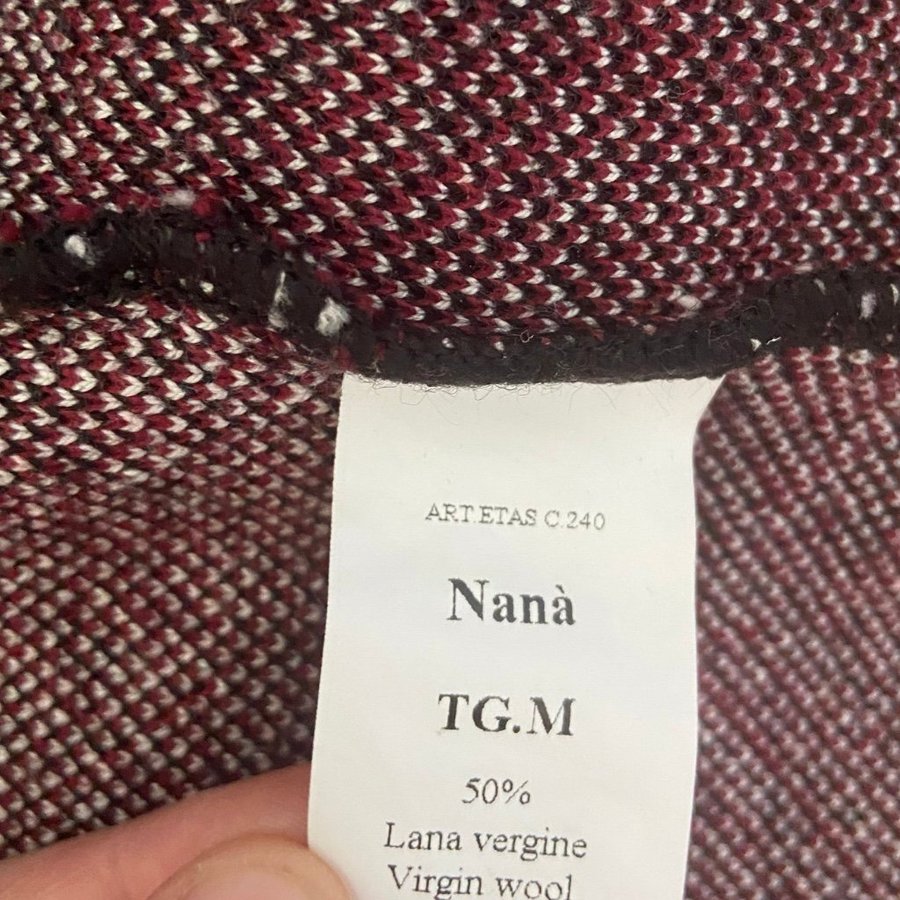 ART.ETAS C.240
Nanà
TG.M
50%
Lana vergine
Virgin wool